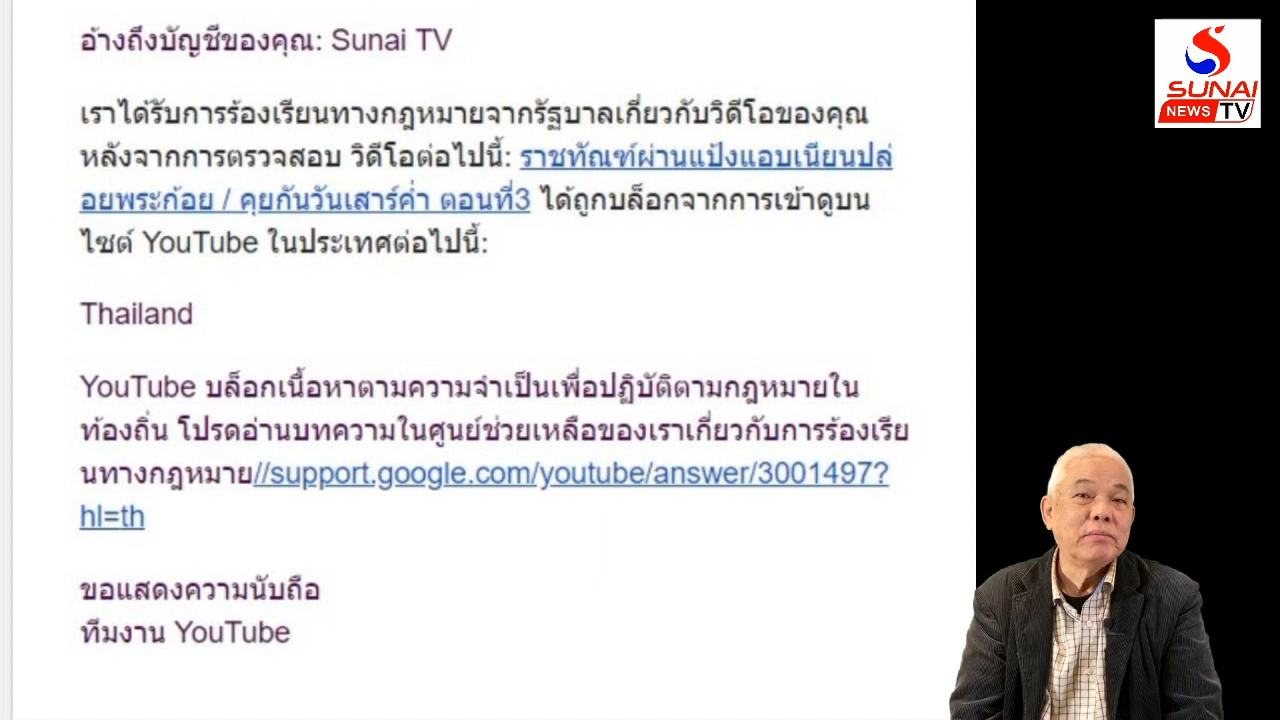 อ้างถึงบัญชีของคุณ: Sunai TV
เราได้รับการร้องเรียนทางกฎหมายจากรัฐบาลเกี่ยวกับวิดีโอของคุณ
หลังจากการตรวจสอบ วิดีโอต่อไปนี้: ราชทัณฑ์ผ่านแป้งแอบเนียนปล่
อยพระก้อย / คุยกันวันเสาร์ค่ำ ตอนที่3 ได้ถูกบล็อกจากการเข้าดูบน
ไซต์ YouTube ในประเทศต่อไปนี้:
Thailand
YouTube บล็อกเนื้อหาตามความจำเป็นเพื่อปฏิบัติตามกฎหมายใน
ท้องถิ่น โปรดอ่านบทความในศูนย์ช่วยเหลือของเราเกี่ยวกับการร้องเรีย
นทางกฎหมาย//support.google.com/youtube/answer/3001497?
hl=th
ขอแสดงความนับถือ
ทีมงาน YouTube
SUNAI
NEWS TV